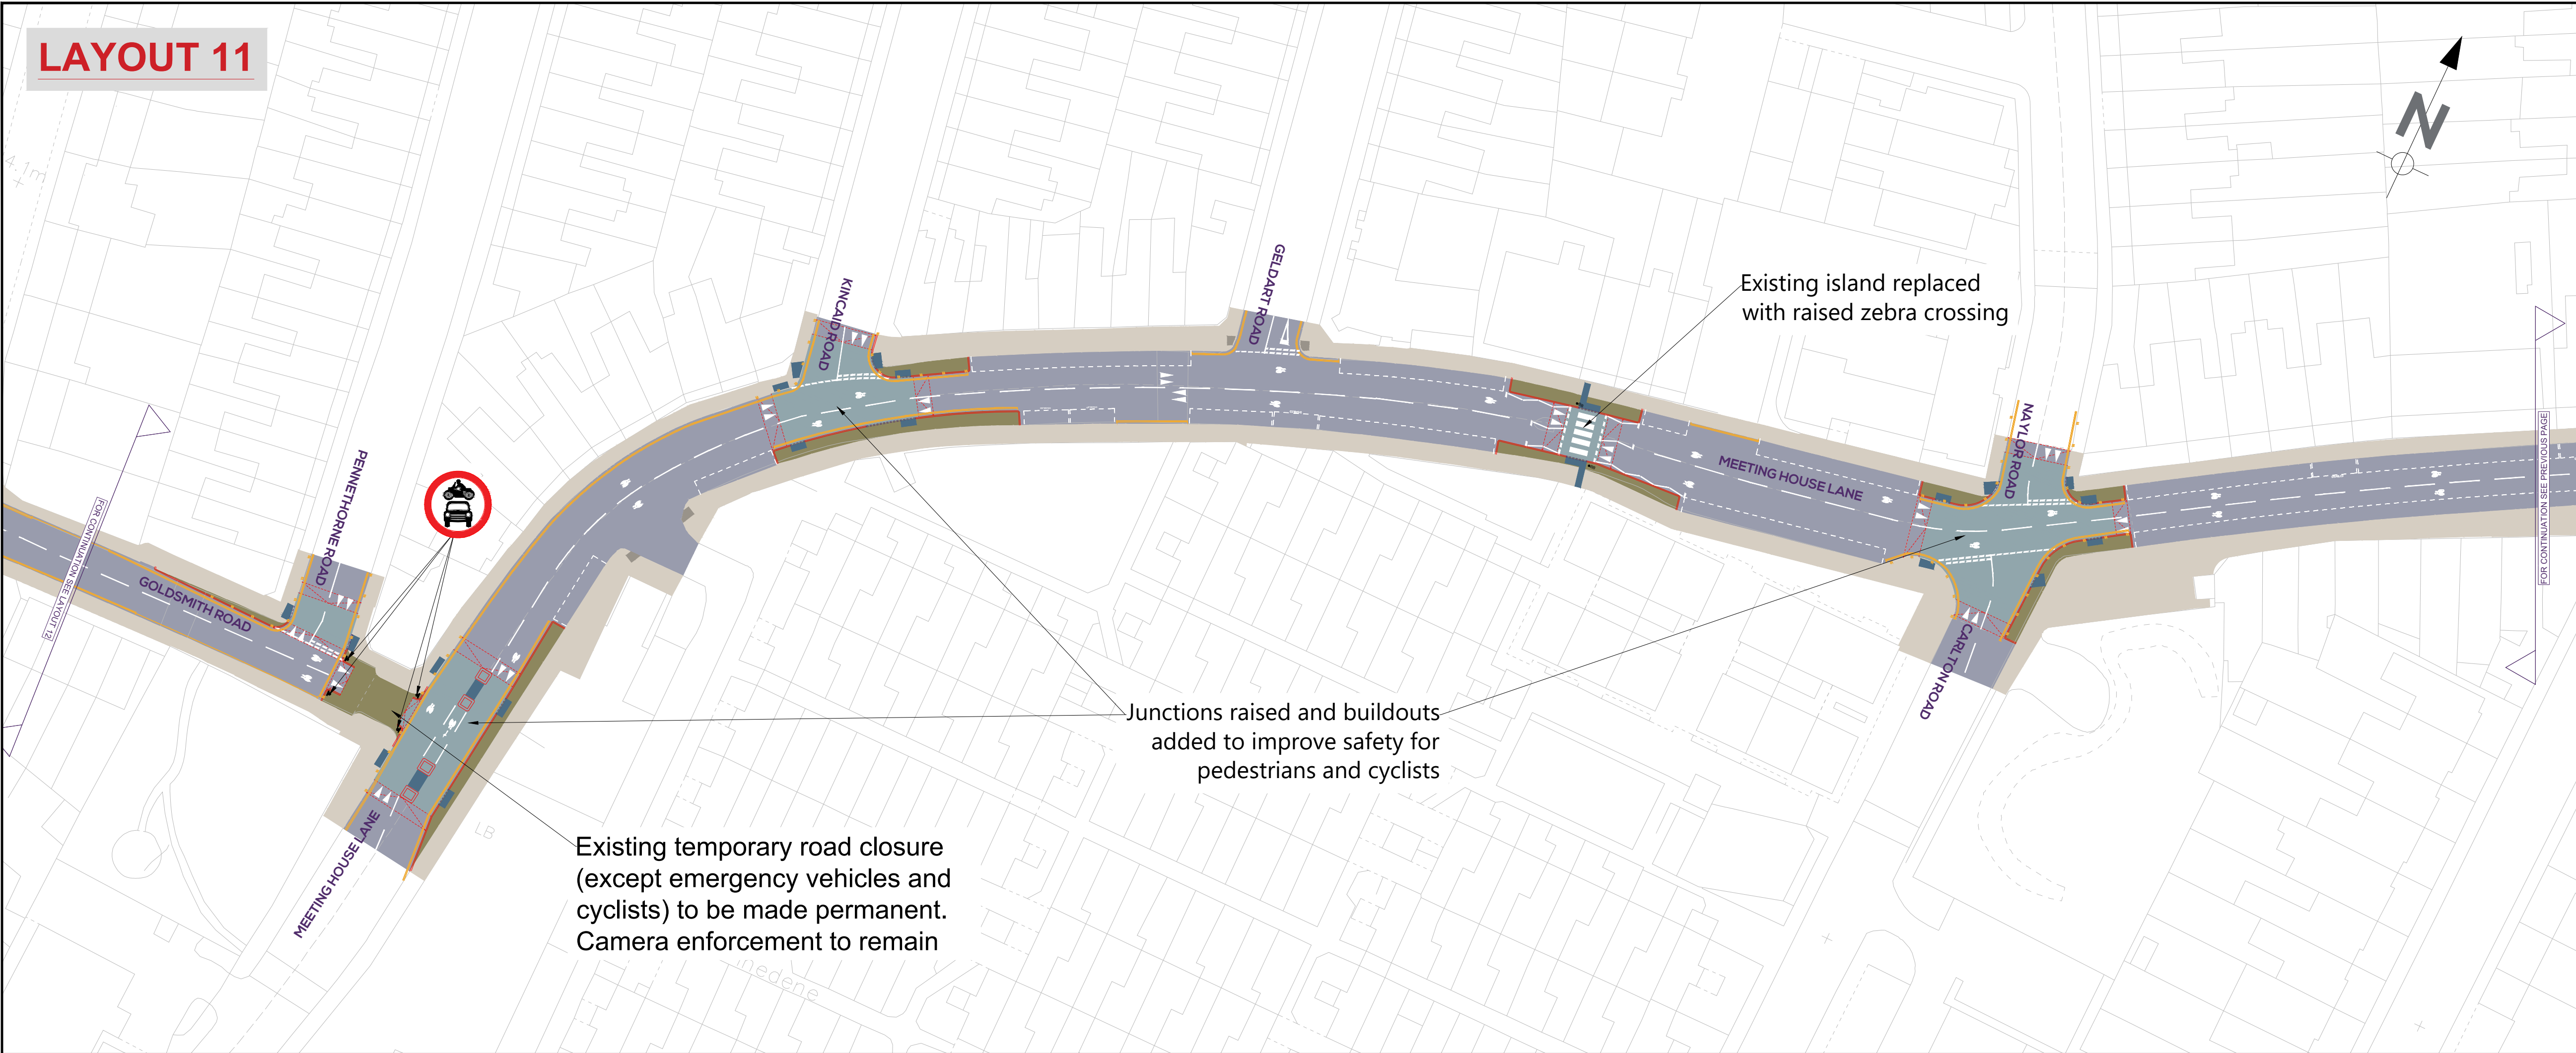 LAYOUT 11
4.1m
N
GELDART ROAD
KINCAID ROAD
Existing island replaced
with raised zebra crossing
NAYLOR ROAD
PENNETHORNE ROAD
MEETING HOUSE LANE
FOR CONTINUATION SEE PREVIOUS PAGE
FOR CONTINUATION SEE LAYOUT 12
GOLDSMITH ROAD
CARLTON ROAD
Junctions raised and buildouts
added to improve safety for
pedestrians and cyclists
MEETING HOUSE LANE
LB
Existing temporary road closure
(except emergency vehicles and
cyclists) to be made permanent.
Camera enforcement to remain